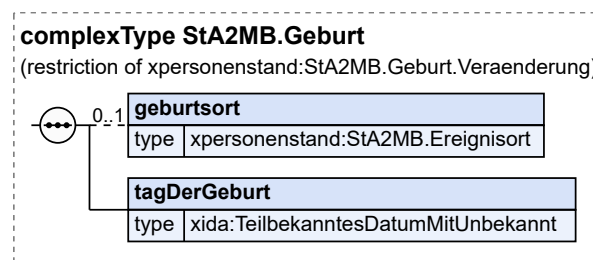 complexType StA2MB.Geburt
(restriction of xpersonenstand:StA2MB.Geburt.Veraenderung)
0..1 geburtsort
type xpersonenstand:StA2MB.Ereignisort
tagDerGeburt
type xida:TeilbekanntesDatumMitUnbekannt